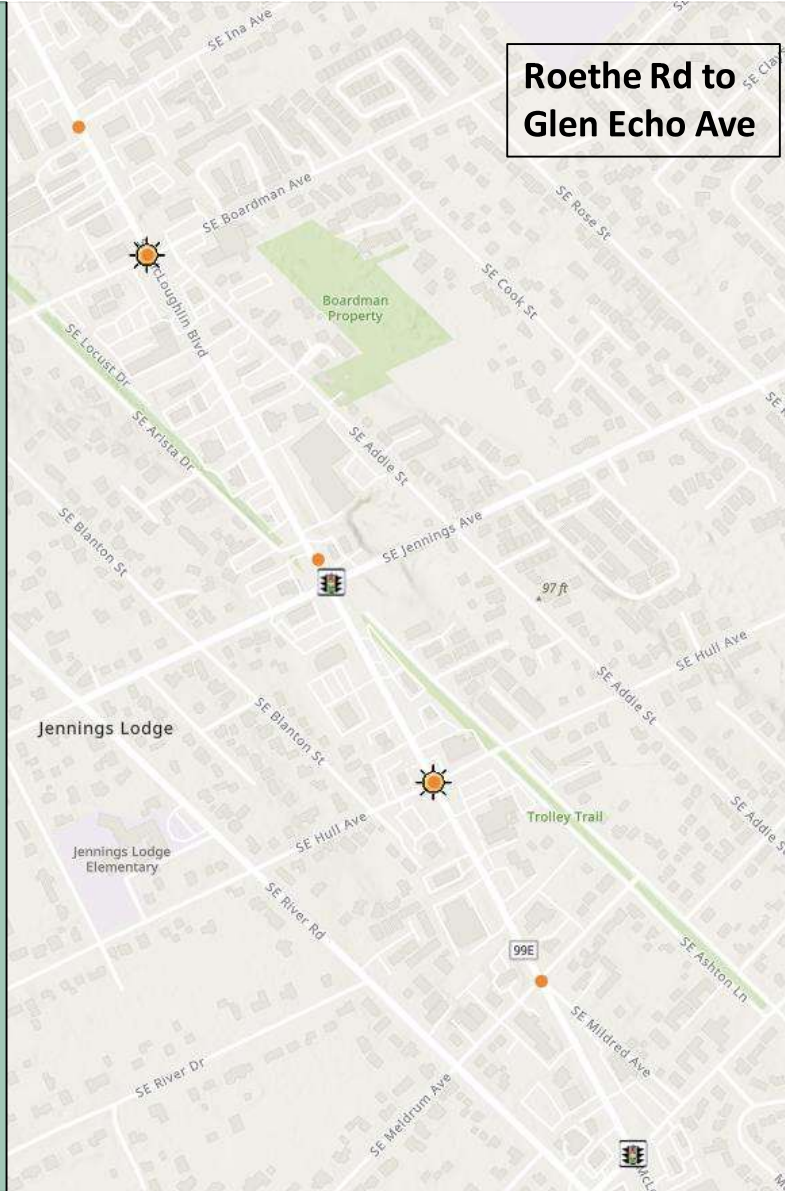 SE Ina Ave
Roethe Rd to
Glen Echo Ave
SE Boardman Ave
SE Rose St
SE Cook St
cLoughlin Blvd
Boardman
Property
SE Locust Dr
SE Arista Dr
SE Addie St
SE Blanton St
SE Jennings Ave
97 ft
SE Hull Ave
SE Addie St
Jennings Lodge
SE Blanton St
SE Hull Ave
Trolley Trail
SE Addie St
Jennings Lodge
Elementary
SE River Rd
99E
SE Ashton Ln
SE Mildred Ave
SE River Dr
SE Meldrum Ave